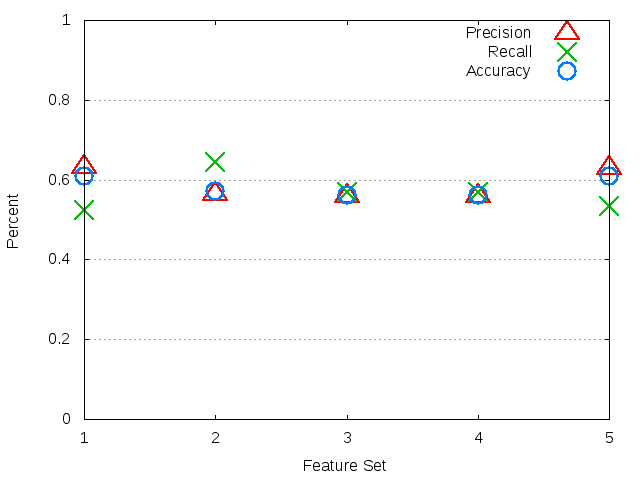 1
Precision
Recall
Accuracy
0.8
0.6
0.4
0.2
0
Percent
1 2 3 4 5
Feature Set